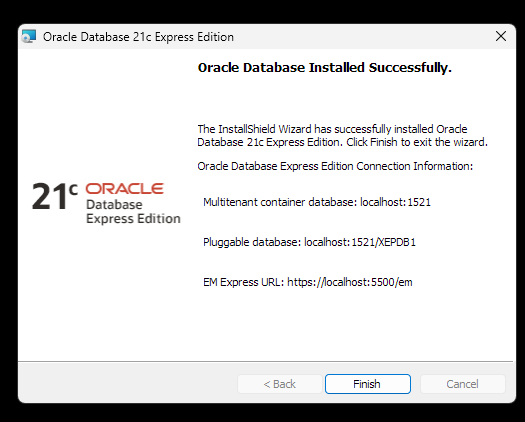 Oracle Database 21c Express Edition
Oracle Database Installed Successfully.
The InstallShield Wizard has successfully installed Oracle
Database 21c Express Edition. Click Finish to exit the wizard.
Oracle Database Express Edition Connection Information:
21c ORACLE
Database
Express Edition
Multitenant container database: localhost:1521
Pluggable database: localhost:1521/XEPDB1
EM Express URL: https://localhost:5500/em
< Back
Finish
Cancel